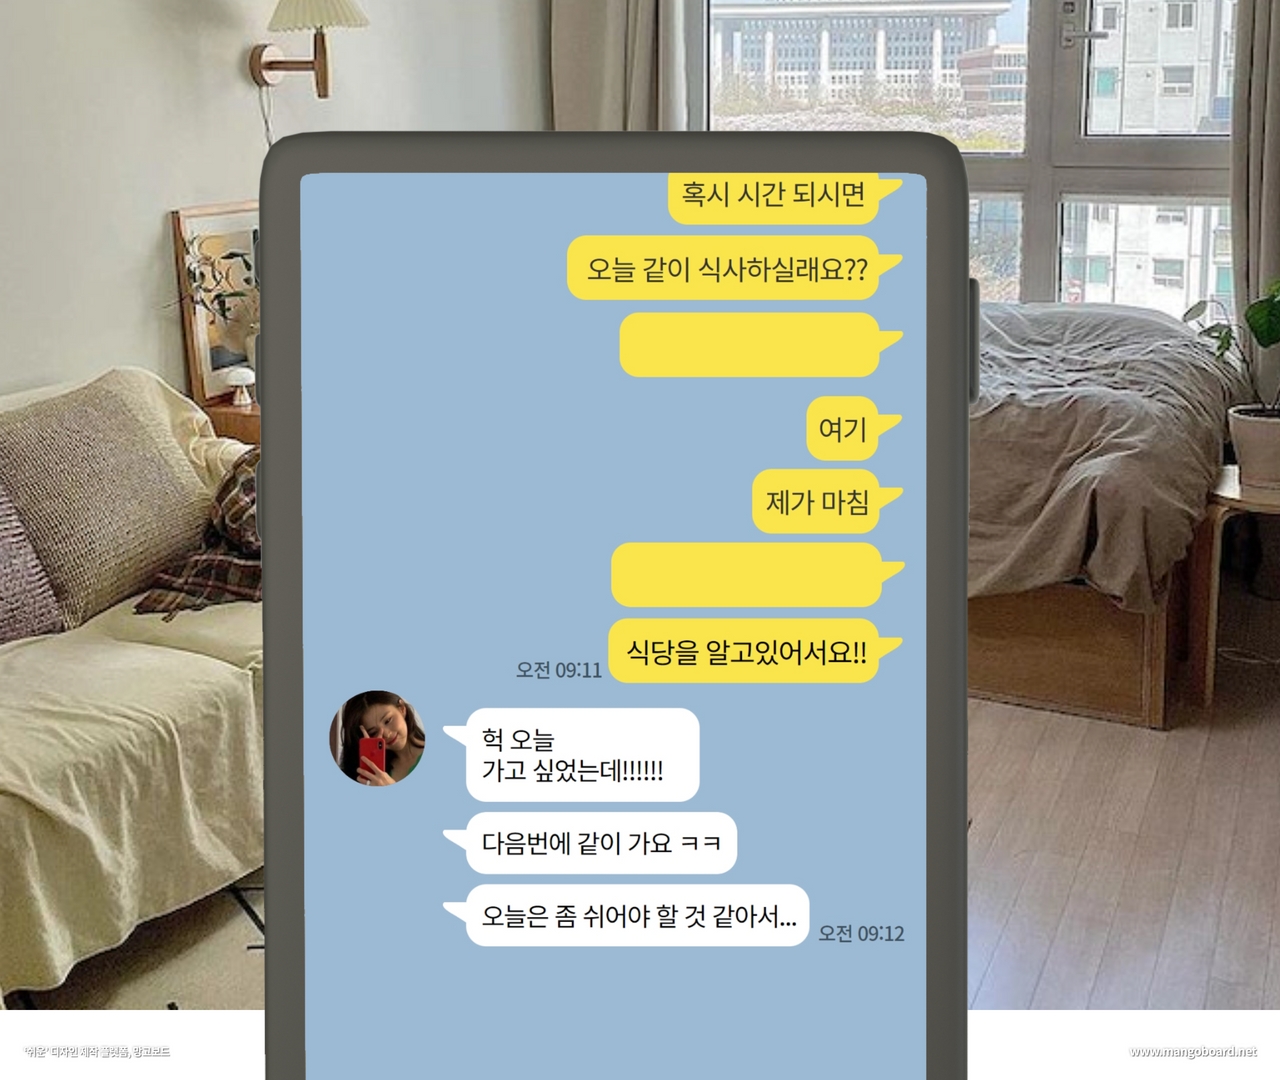 혹시 시간 되시면
오늘 같이 식사하실래요??
여기
제가 마침
식당을 알고있어서요!!
오전 09:11
헉 오늘
가고 싶었는데!!!!!!
다음번에 같이 가요 ㅋㅋ
오늘은 좀 쉬어야 할 것 같아서...
오전 09:12
'쉬운' 디자인 제작 플랫폼, 망고보드
www.mangoboard.net